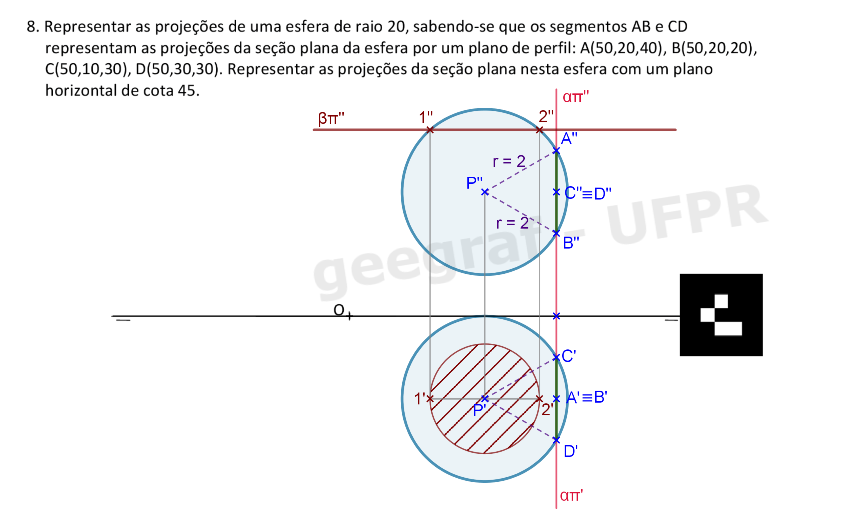 8. Representar as projeções de uma esfera de raio 20, sabendo-se que os segmentos AB e CD
representam as projeções da seção plana da esfera por um plano de perfil: A(50,20,40), B(50,20,20),
C(50,10,30), D(50,30,30). Representar as projeções da seção plana nesta esfera com um plano
horizontal de cota 45.
απ"
βπ" 1" 2"
A"
r = 2
P" C"≡D"
r = 2
B"
geegraf - UFPR
O
C'
1' P' 2' A'≡B'
D'
απ'